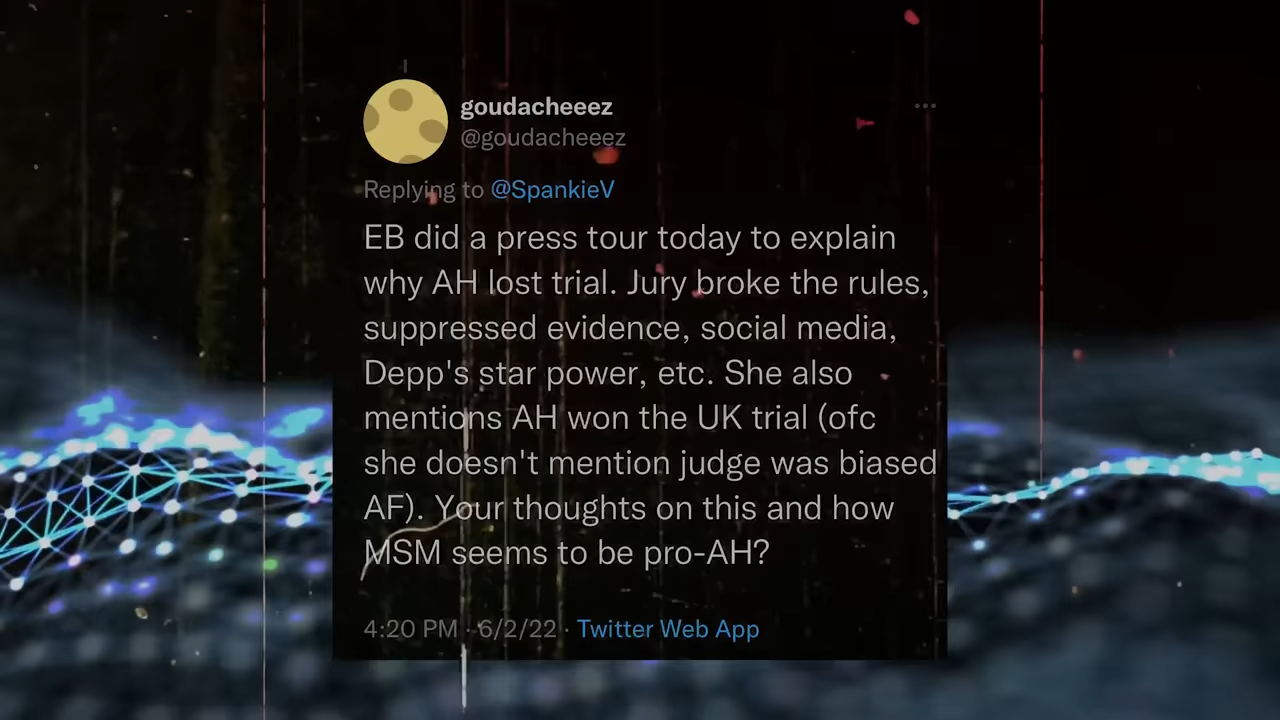 goudacheeez
@goudacheeez
Replying to @SpankieV
EB did a press tour today to explain
why AH lost trial. Jury broke the rules,
suppressed evidence, social media,
Depp's star power, etc. She also
mentions AH won the UK trial (ofc
she doesn't mention judge was biased
AF). Your thoughts on this and how
MSM seems to be pro-AH?
4:20 PM · 6/2/22 · Twitter Web App